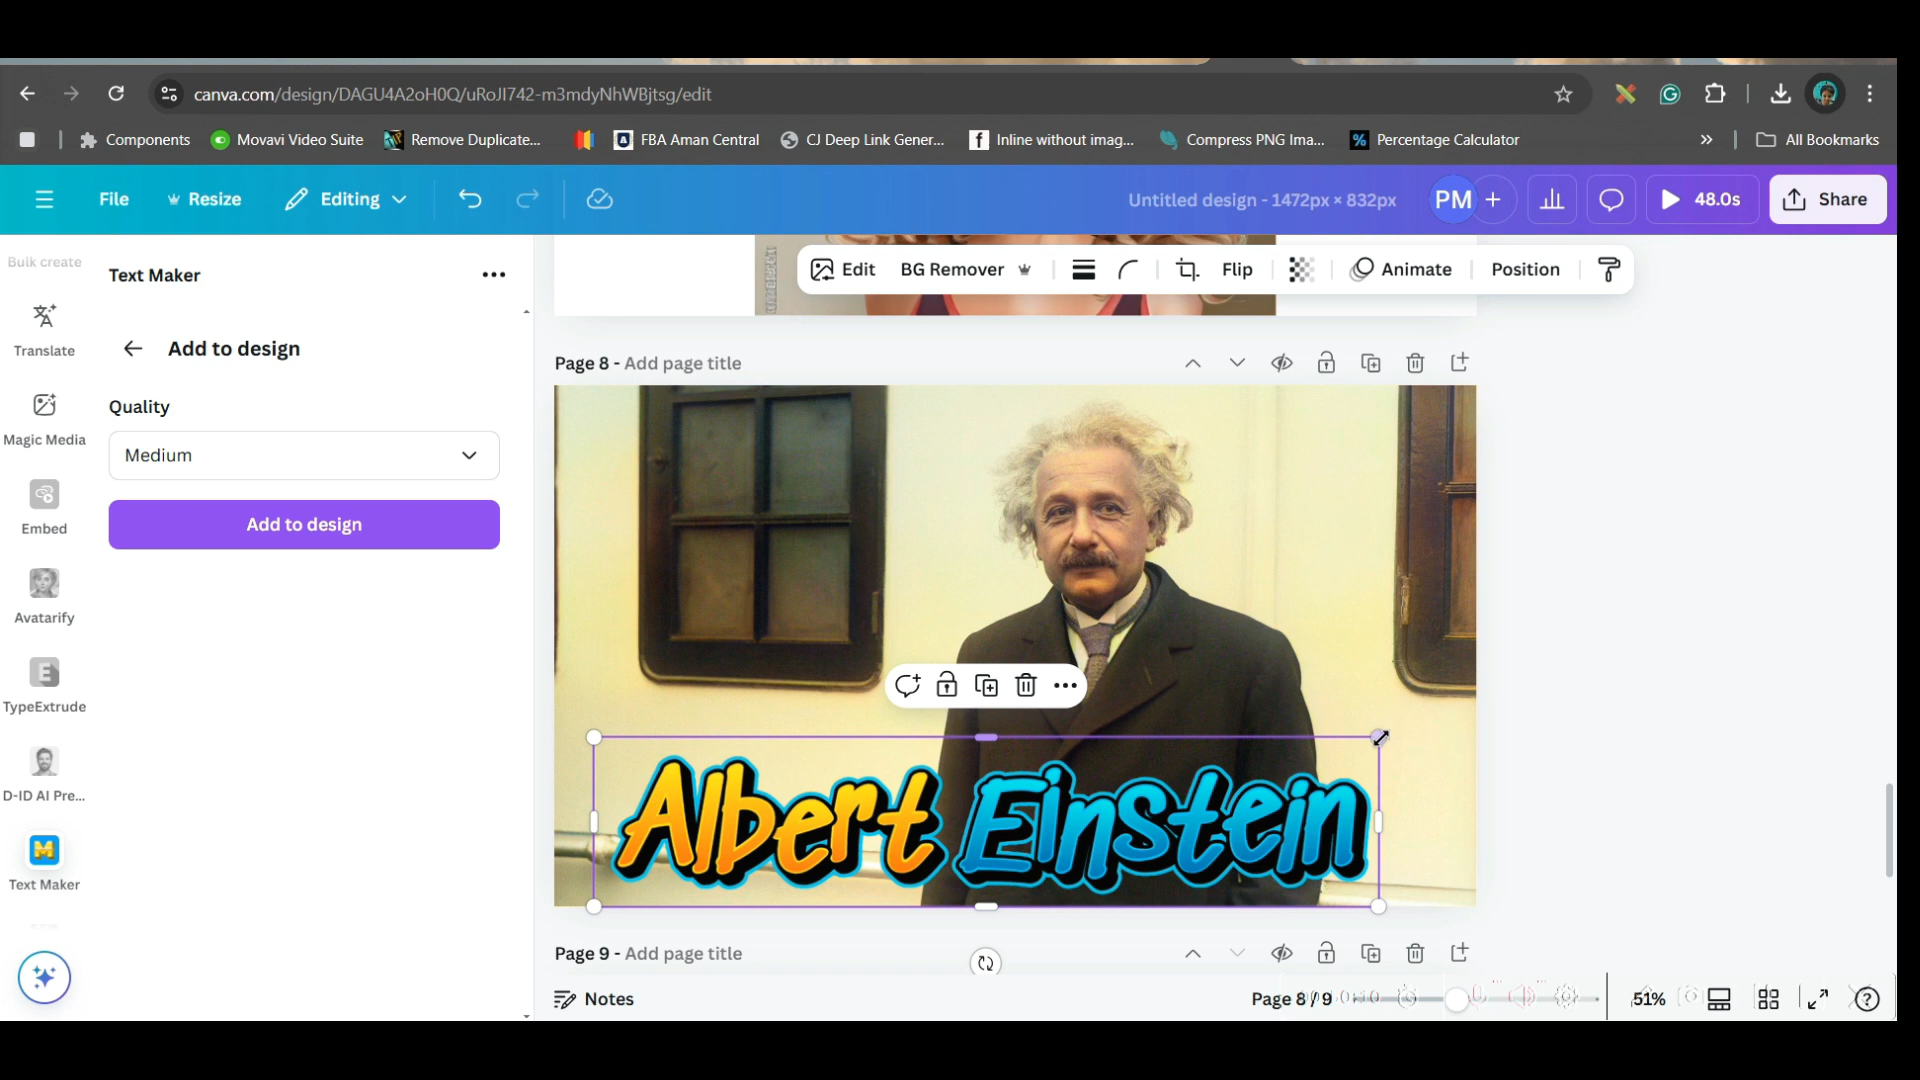 canva.com/design/DAGU4A2oH0Q/uRoJI742-m3mdyNhWBjtsg/edit
Components Movavi Video Suite Remove Duplicate... FBA Aman Central CJ Deep Link Gener... Inline without imag... Compress PNG Ima... Percentage Calculator » All Bookmarks
File Resize Editing Untitled design - 1472px × 832px PM + 48.0s Share
Bulk create
Text Maker
Edit BG Remover Flip Animate Position
Translate
Add to design
Page 8 - Add page title
Quality
Magic Media
Medium
Embed
Add to design
Avatarify
TypeExtrude
D-ID AI Pre...
Albert Einstein
Text Maker
Page 9 - Add page title
Notes
Page 8 / 9
51%